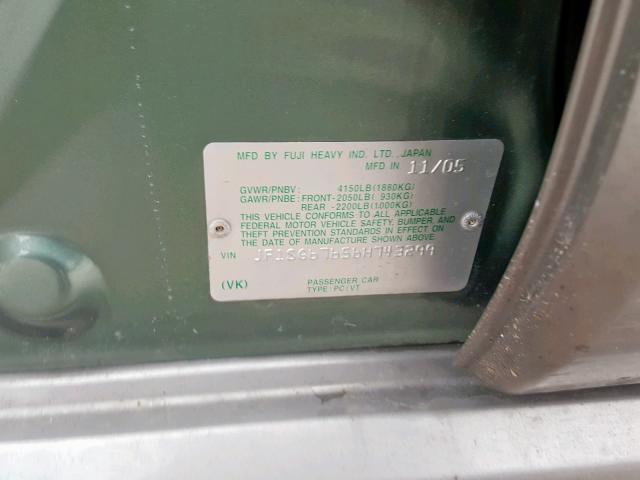 MFD BY FUJI HEAVY IND. LTD., JAPAN
MFD IN 11/05
GVWR/PNBV: 4150LB(1880KG)
GAWR/PNBE: FRONT-2050LB( 930KG)
REAR -2200LB(1000KG)
THIS VEHICLE CONFORMS TO ALL APPLICABLE
FEDERAL MOTOR VEHICLE SAFETY, BUMPER, AND
THEFT PREVENTION STANDARDS IN EFFECT ON
THE DATE OF MANUFACTURE SHOWN ABOVE.
VIN
(VK)
PASSENGER CAR
TYPE: PC/VT